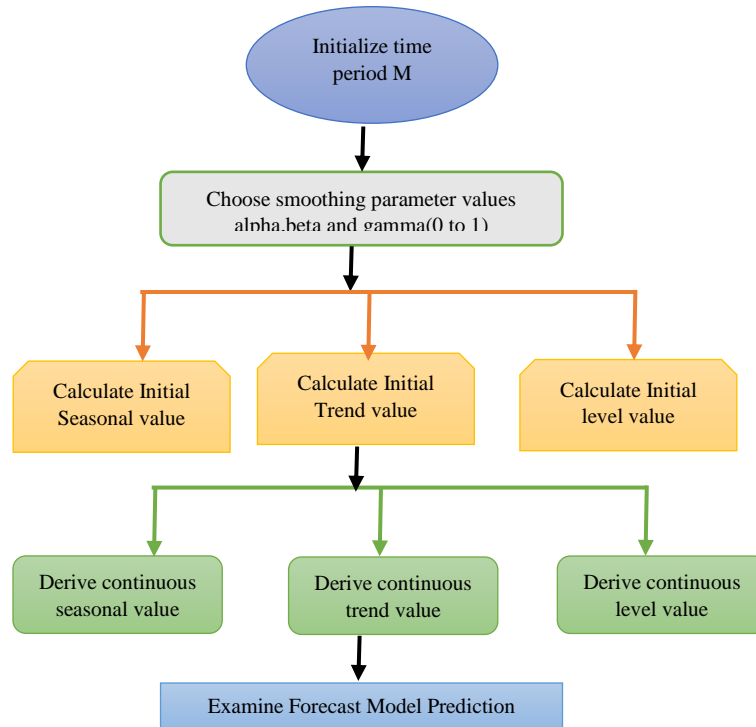 Initialize time
period M
Choose smoothing parameter values
alpha,beta and gamma(0 to 1)
Calculate Initial
Seasonal value
Calculate Initial
Trend value
Calculate Initial
level value
Derive continuous
seasonal value
Derive continuous
trend value
Derive continuous
level value
Examine Forecast Model Prediction